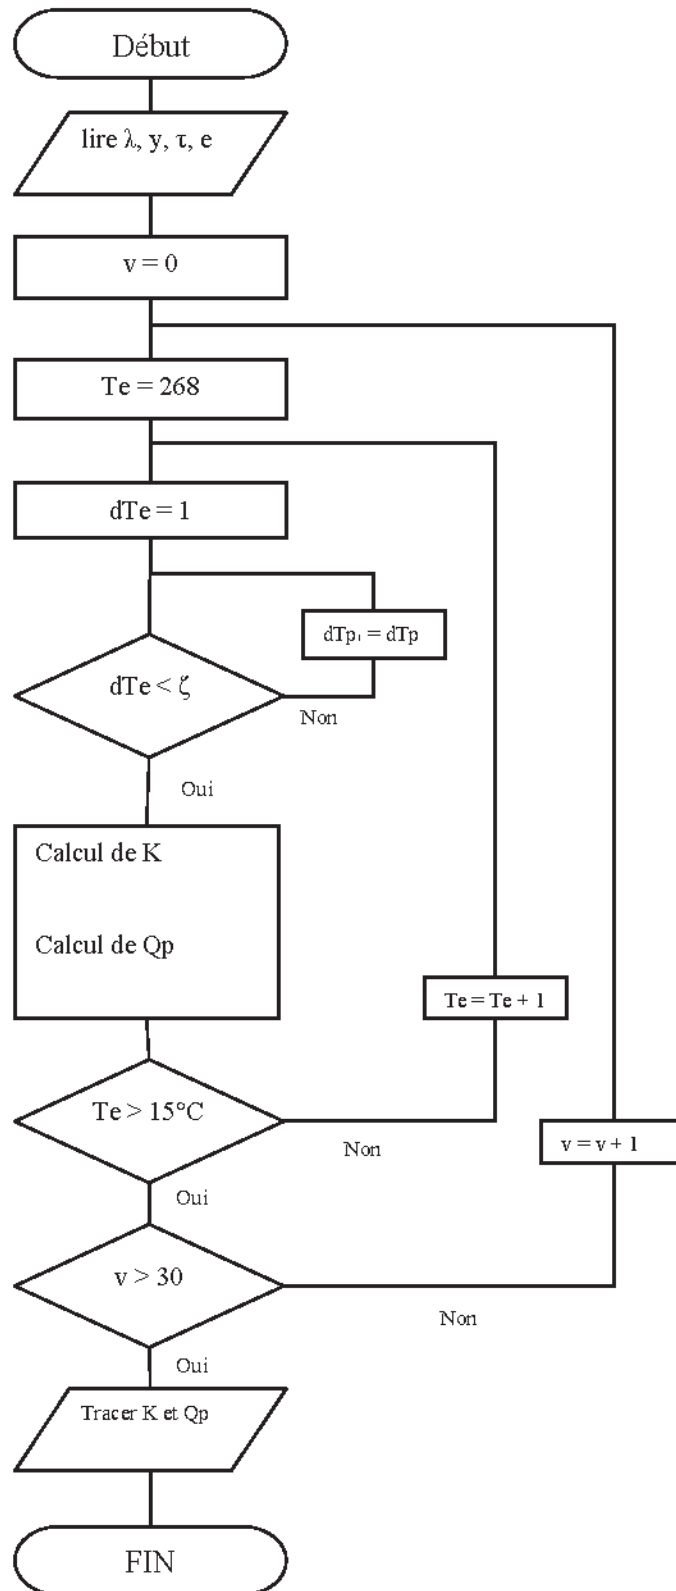 Début
lire λ, y, τ, e
v = 0
Te = 268
dTe = 1
dTp₁ = dTp
dTe < ζ
Non
Oui
Calcul de K
Calcul de Qp
Te = Te + 1
Te > 15°C
Non
v = v + 1
Oui
v > 30
Non
Oui
Tracer K et Qp
FIN